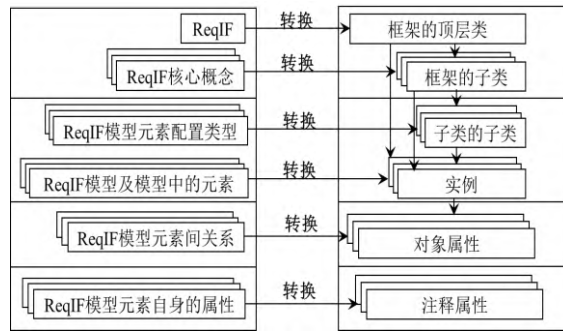 ReqIF 转换 框架的顶层类
ReqIF核心概念 转换 框架的子类
ReqIF模型元素配置类型 转换 子类的子类
ReqIF模型及模型中的元素 转换 实例
ReqIF模型元素间关系 转换 对象属性
ReqIF模型元素自身的属性 转换 注释属性